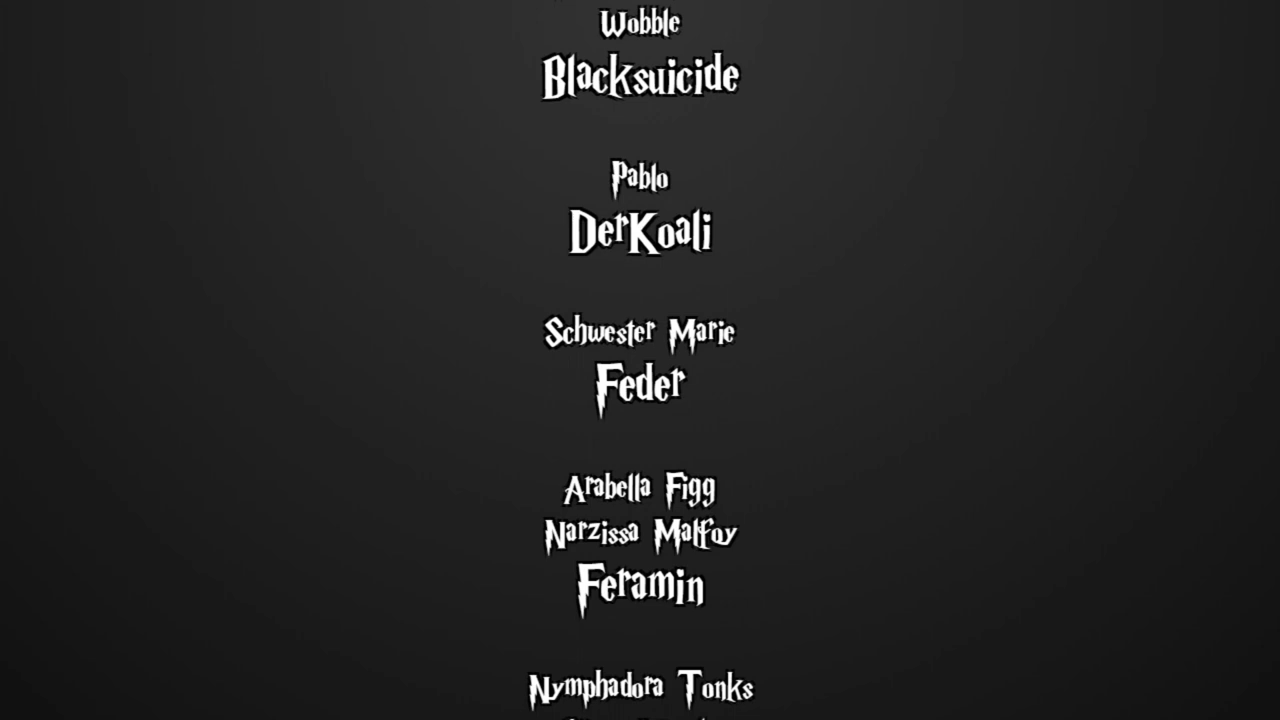 Wobble
Blacksuicide
Pablo
DerKoali
Schwester Marie
Feder
Arabella Figg
Narzissa Malfoy
Feramin
Nymphadora Tonks